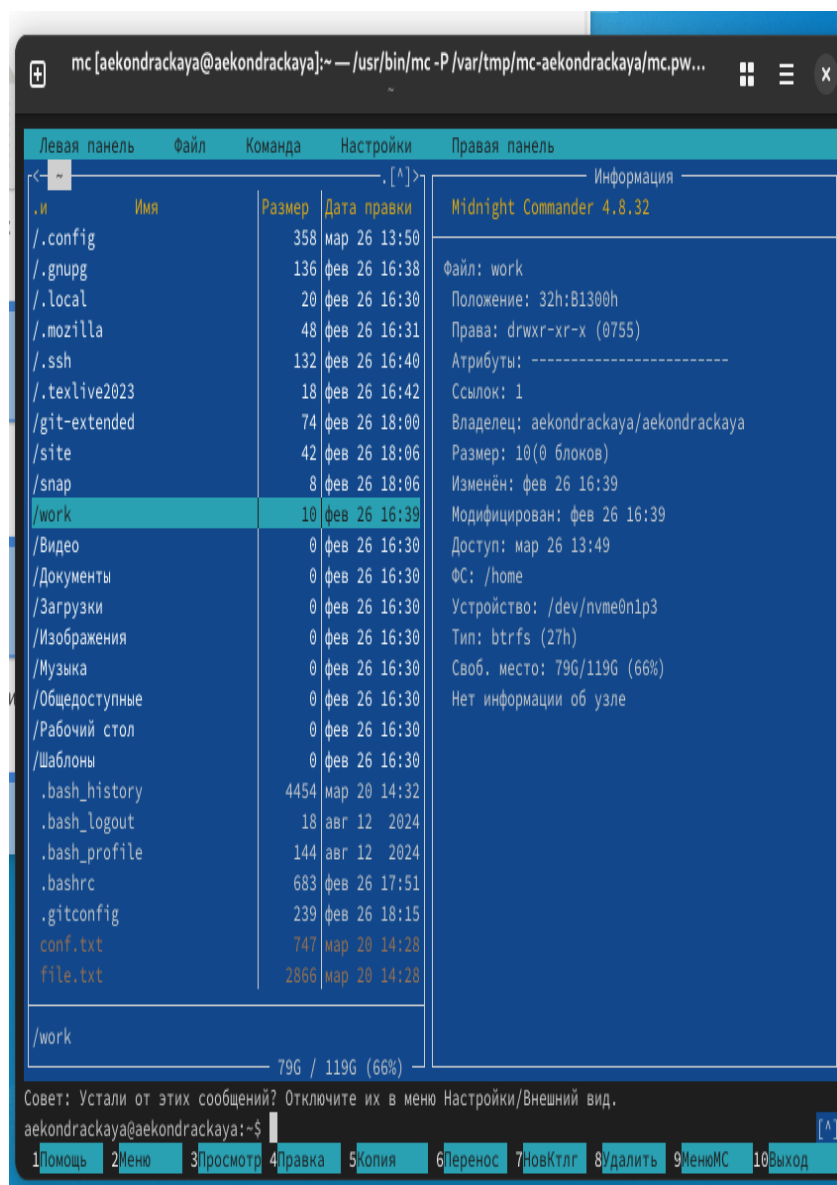 mc [aekondrackaya@aekondrackaya]:~ — /usr/bin/mc -P /var/tmp/mc-aekondrackaya/mc.pw...
~
Левая панель Файл Команда Настройки Правая панель
<- ~ .[^]>
.и Имя Размер Дата правки
/.config 358 мар 26 13:50
/.gnupg 136 фев 26 16:38
/.local 20 фев 26 16:30
/.mozilla 48 фев 26 16:31
/.ssh 132 фев 26 16:40
/.texlive2023 18 фев 26 16:42
/git-extended 74 фев 26 18:00
/site 42 фев 26 18:06
/snap 8 фев 26 18:06
/work 10 фев 26 16:39
/Видео 0 фев 26 16:30
/Документы 0 фев 26 16:30
/Загрузки 0 фев 26 16:30
/Изображения 0 фев 26 16:30
/Музыка 0 фев 26 16:30
/Общедоступные 0 фев 26 16:30
/Рабочий стол 0 фев 26 16:30
/Шаблоны 0 фев 26 16:30
.bash_history 4454 мар 20 14:32
.bash_logout 18 авг 12 2024
.bash_profile 144 авг 12 2024
.bashrc 683 фев 26 17:51
.gitconfig 239 фев 26 18:15
conf.txt 747 мар 20 14:28
file.txt 2866 мар 20 14:28
/work
79G / 119G (66%)
Информация
Midnight Commander 4.8.32
Файл: work
Положение: 32h:B1300h
Права: drwxr-xr-x (0755)
Атрибуты: -------------------------
Ссылок: 1
Владелец: aekondrackaya/aekondrackaya
Размер: 10(0 блоков)
Изменён: фев 26 16:39
Модифицирован: фев 26 16:39
Доступ: мар 26 13:49
ФС: /home
Устройство: /dev/nvme0n1p3
Тип: btrfs (27h)
Своб. место: 79G/119G (66%)
Нет информации об узле
Совет: Устали от этих сообщений? Отключите их в меню Настройки/Внешний вид.
aekondrackaya@aekondrackaya:~$ [^]
1Помощь 2Меню 3Просмотр 4Правка 5Копия 6Перенос 7НовКтлг 8Удалить 9МенюМС 10Выход